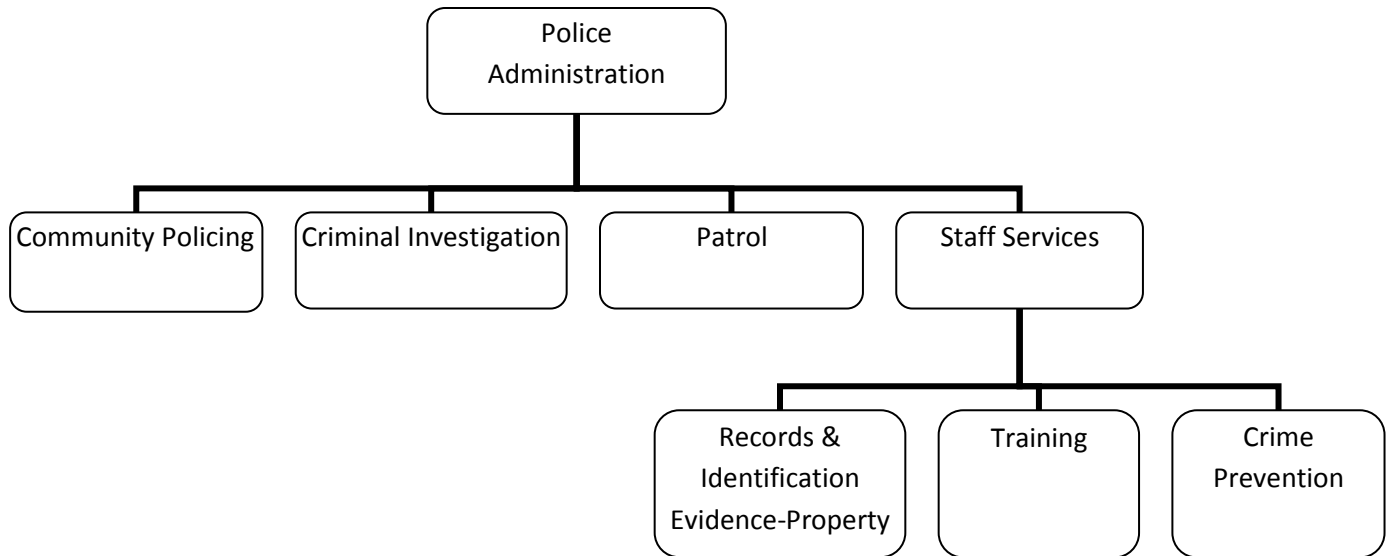 Police
Administration
Community Policing
Criminal Investigation
Patrol
Staff Services
Records &
Identification
Evidence-Property
Training
Crime
Prevention